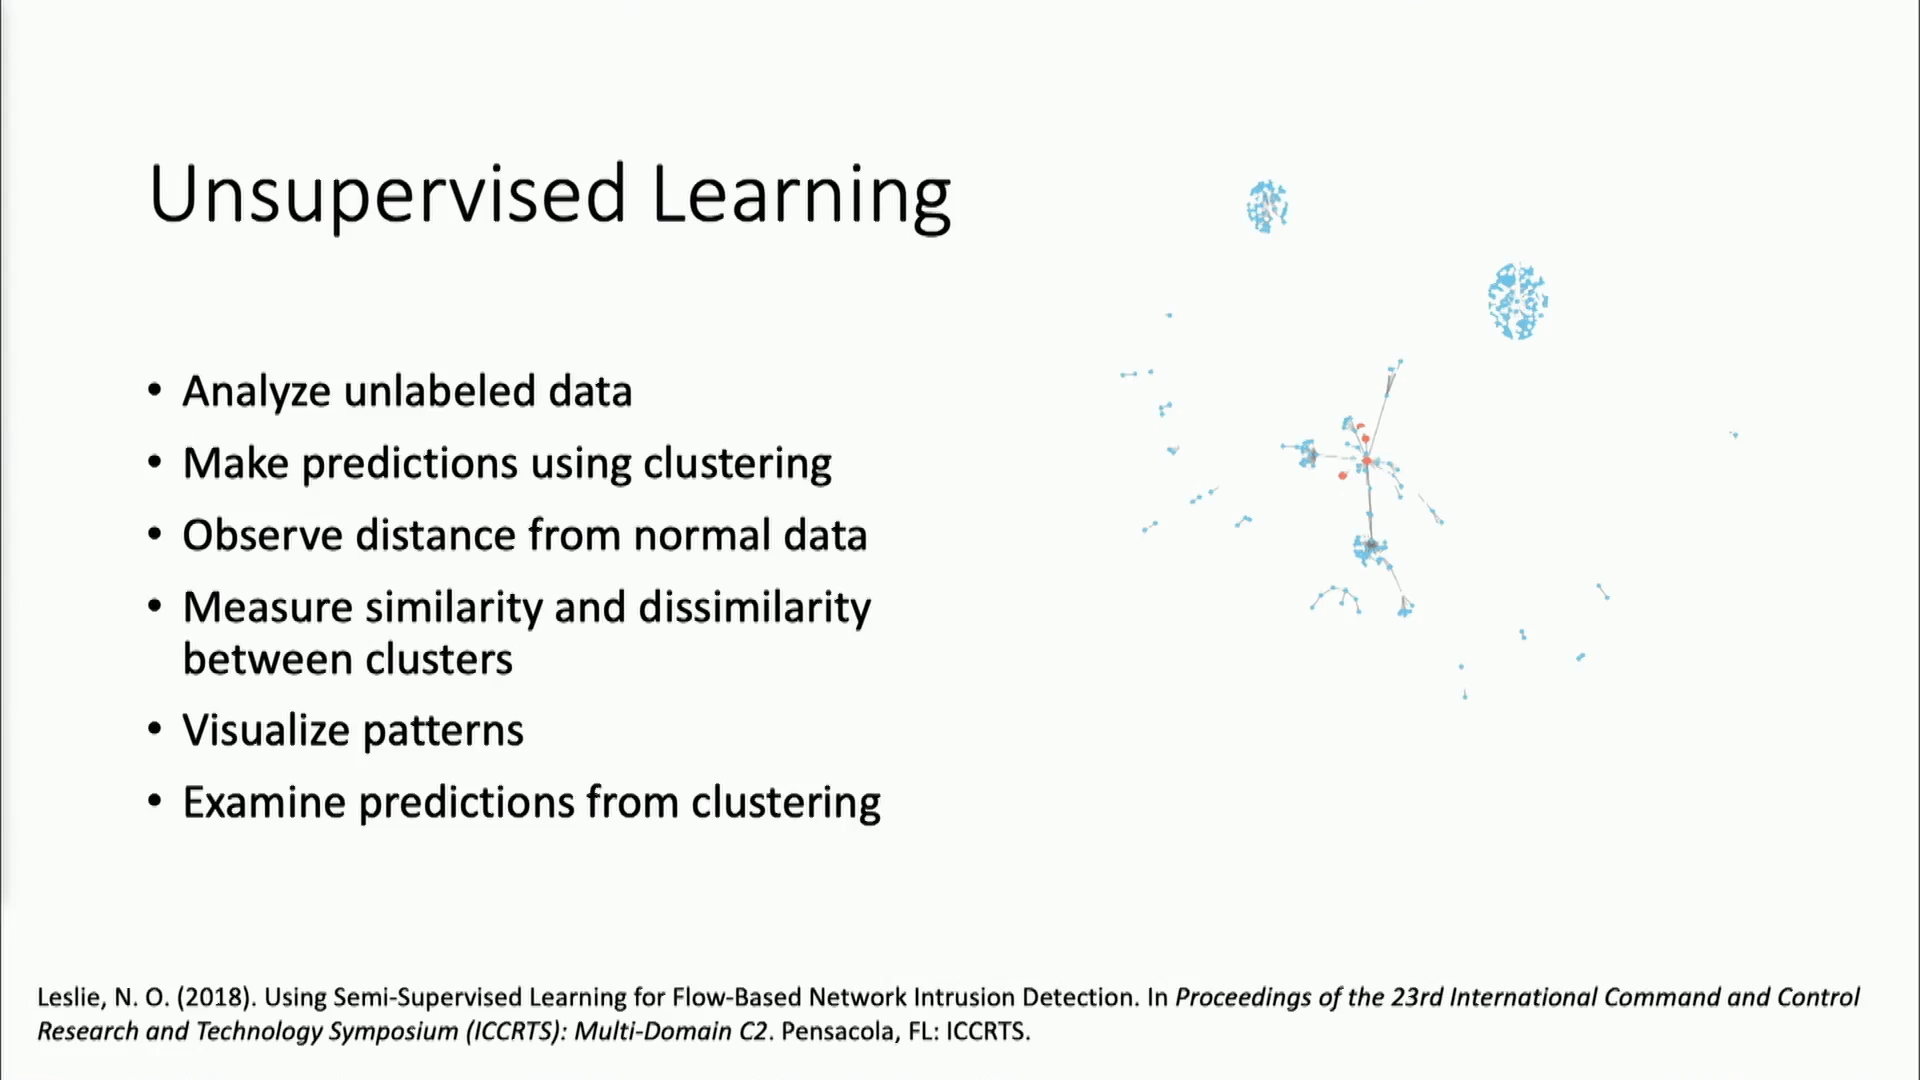 Unsupervised Learning
• Analyze unlabeled data
• Make predictions using clustering
• Observe distance from normal data
• Measure similarity and dissimilarity
between clusters
• Visualize patterns
• Examine predictions from clustering
Leslie, N. O. (2018). Using Semi-Supervised Learning for Flow-Based Network Intrusion Detection. In Proceedings of the 23rd International Command and Control
Research and Technology Symposium (ICCRTS): Multi-Domain C2. Pensacola, FL: ICCRTS.